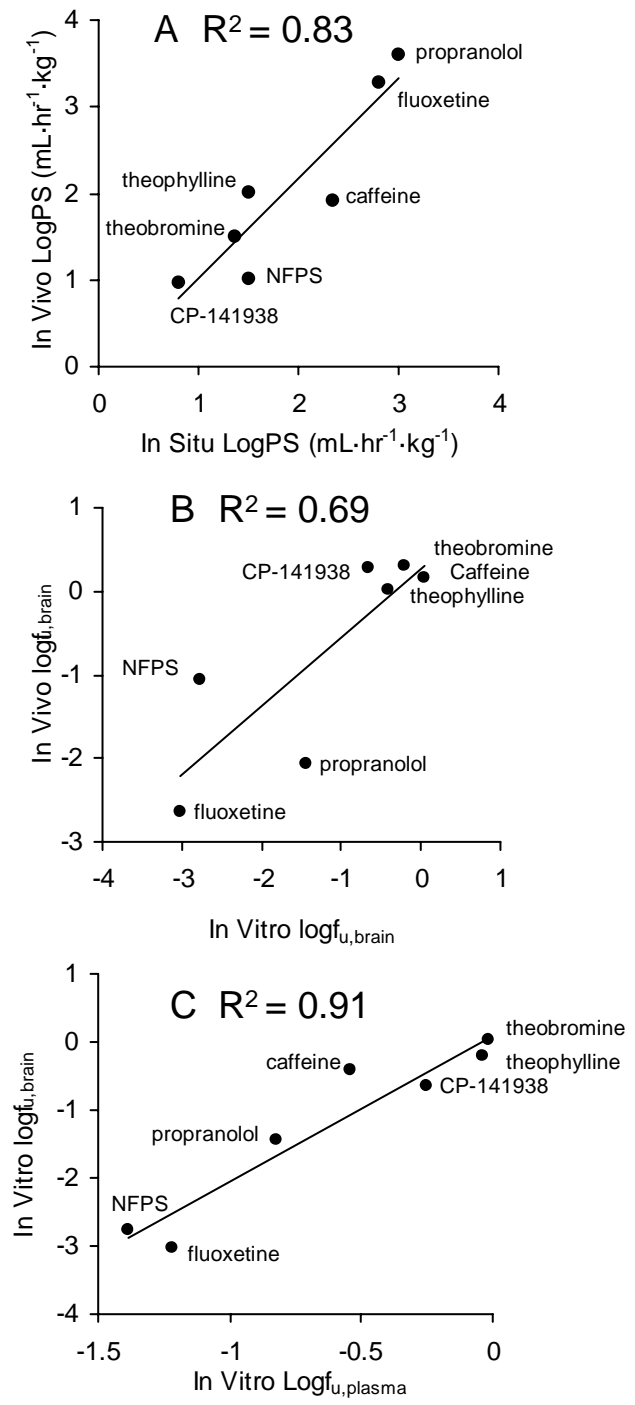 A R² = 0.83
In Vivo LogPS (mL·hr⁻¹·kg⁻¹)
4
3
2
1
0
propranolol
fluoxetine
theophylline
caffeine
theobromine
NFPS
CP-141938
0 1 2 3 4
In Situ LogPS (mL·hr⁻¹·kg⁻¹)
B R² = 0.69
In Vivo logfu,brain
1
0
-1
-2
-3
theobromine
CP-141938
Caffeine
theophylline
NFPS
propranolol
fluoxetine
-4 -3 -2 -1 0 1
In Vitro logfu,brain
C R² = 0.91
In Vitro logfu,brain
1
0
-1
-2
-3
-4
theobromine
caffeine
theophylline
CP-141938
propranolol
NFPS
fluoxetine
-1.5 -1 -0.5 0
In Vitro Logfu,plasma